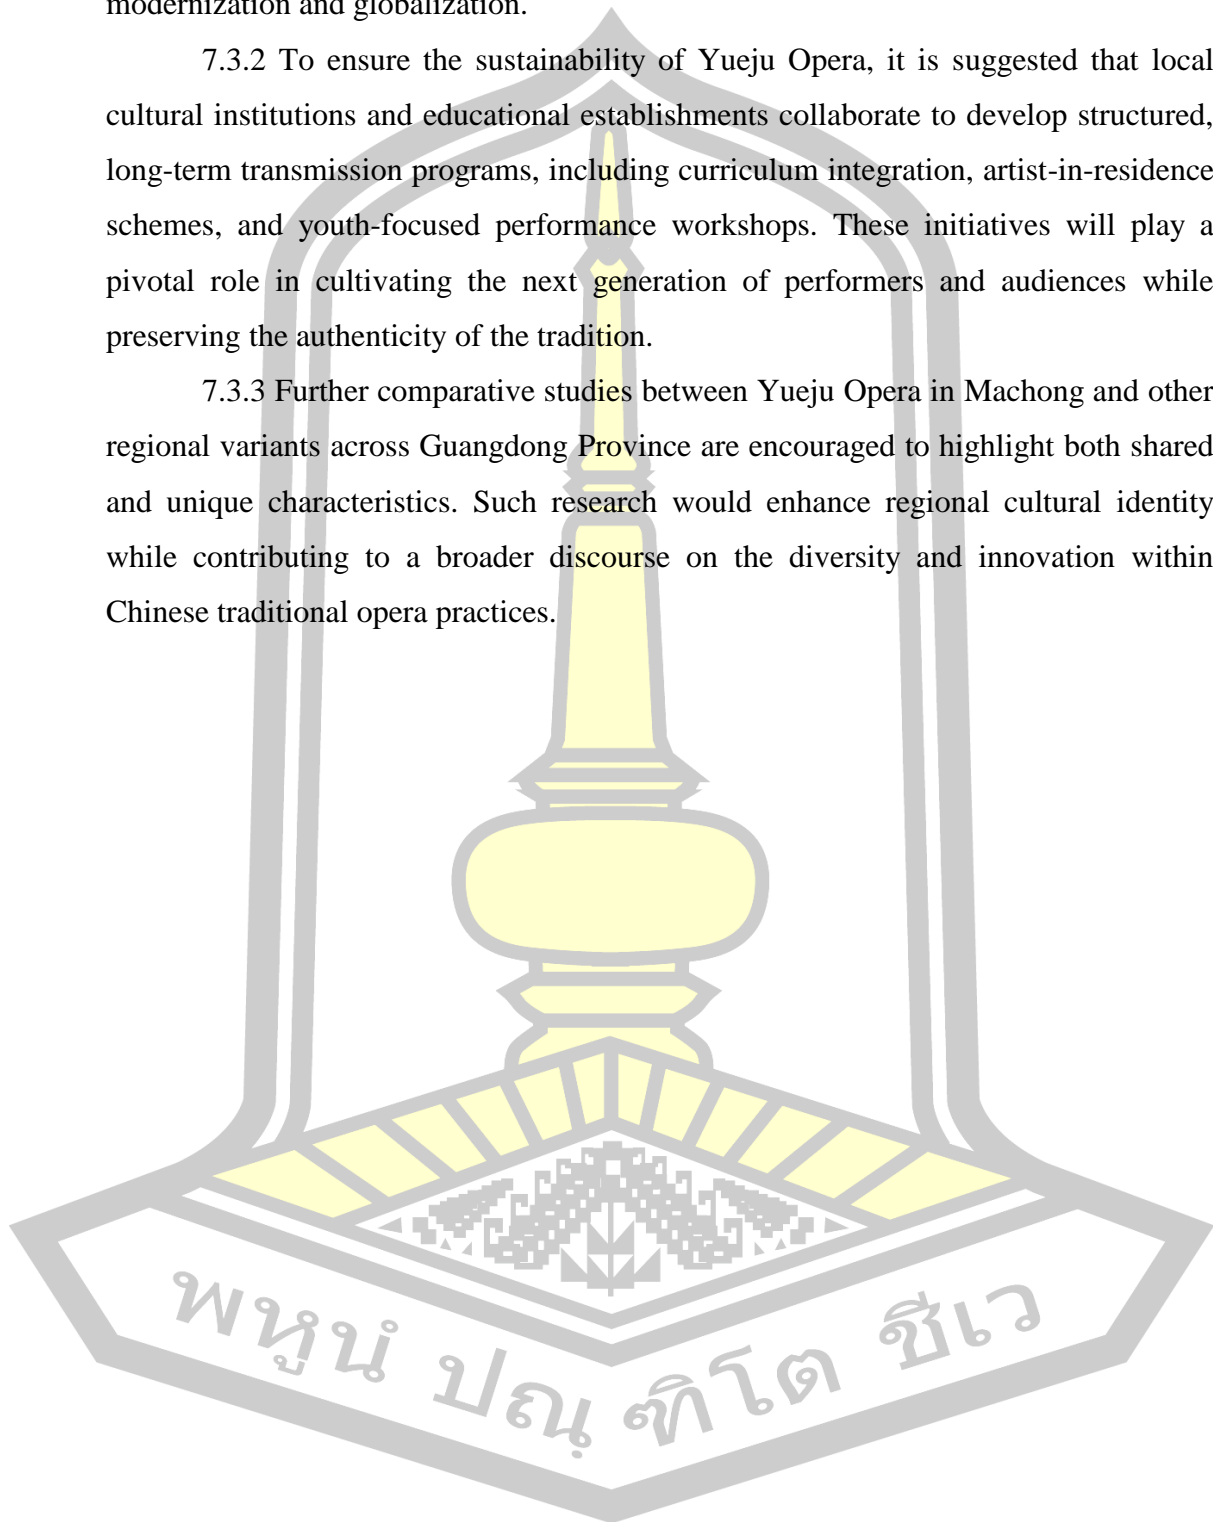 modernization and globalization.
7.3.2 To ensure the sustainability of Yueju Opera, it is suggested that local
cultural institutions and educational establishments collaborate to develop structured,
long-term transmission programs, including curriculum integration, artist-in-residence
schemes, and youth-focused performance workshops. These initiatives will play a
pivotal role in cultivating the next generation of performers and audiences while
preserving the authenticity of the tradition.
7.3.3 Further comparative studies between Yueju Opera in Machong and other
regional variants across Guangdong Province are encouraged to highlight both shared
and unique characteristics. Such research would enhance regional cultural identity
while contributing to a broader discourse on the diversity and innovation within
Chinese traditional opera practices.
พหูนํ ปณฺฑิโต ชีเว